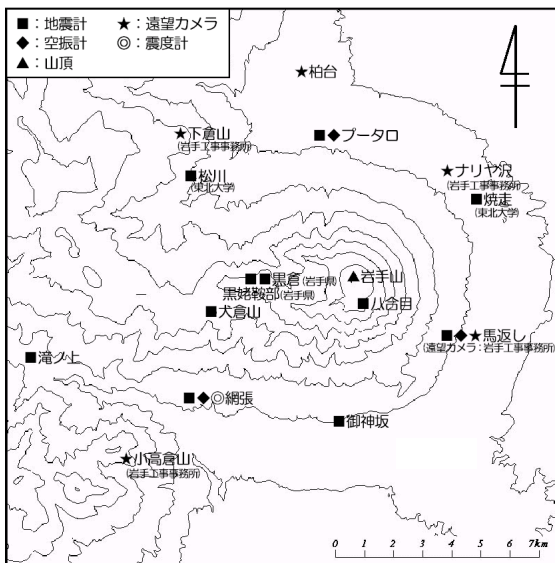 ■：地震計　★：遠望カメラ
◆：空振計　◎：震度計
▲：山頂
4
★柏台
★下倉山
(岩手工事事務所)
■◆プータロ
■松川
(東北大学)
★ナリヤ沢
(岩手工事事務所)
■焼走
(東北大学)
■■黒倉(岩手県)
黒姥鞍部(岩手県)
▲岩手山
■八合目
■犬倉山
■◆★馬返し
(遠望カメラ：岩手工事事務所)
■滝ノ上
■◆◎網張
■御神坂
★小高倉山
(岩手工事事務所)
0 1 2 3 4 5 6 7km